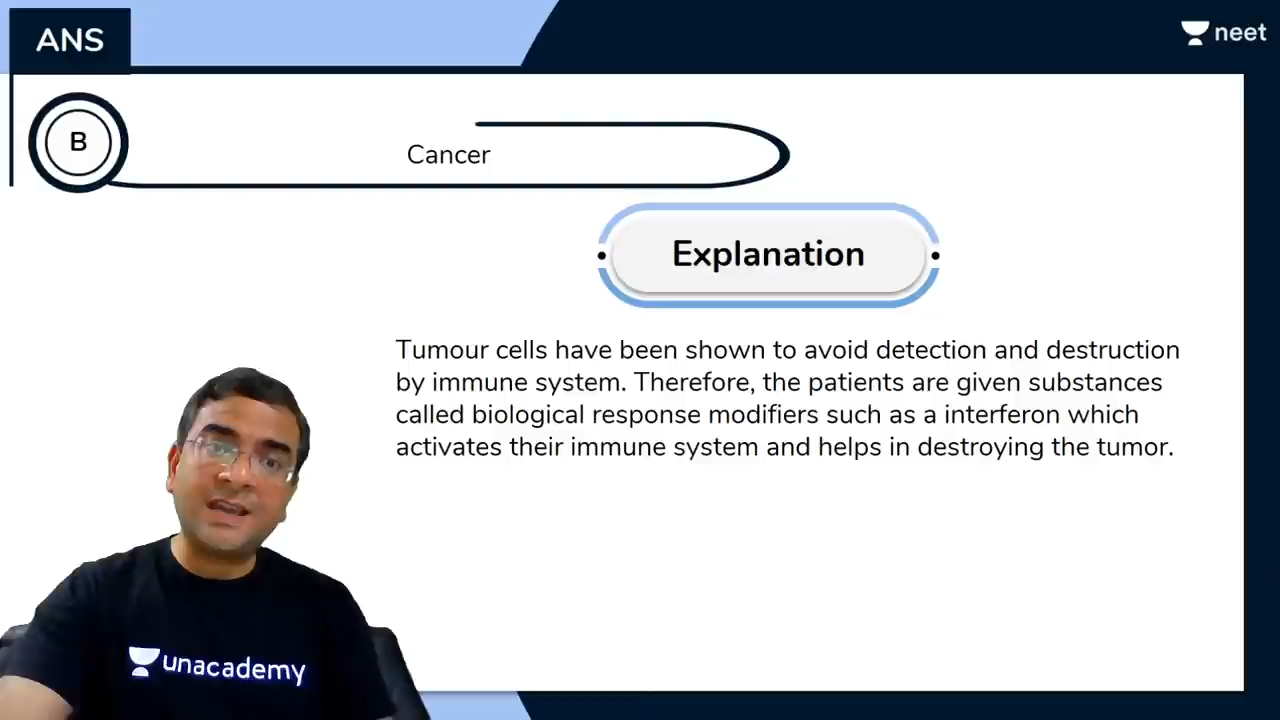 ANS
neet
B
Cancer
Explanation
Tumour cells have been shown to avoid detection and destruction
by immune system. Therefore, the patients are given substances
called biological response modifiers such as a interferon which
activates their immune system and helps in destroying the tumor.
unacademy